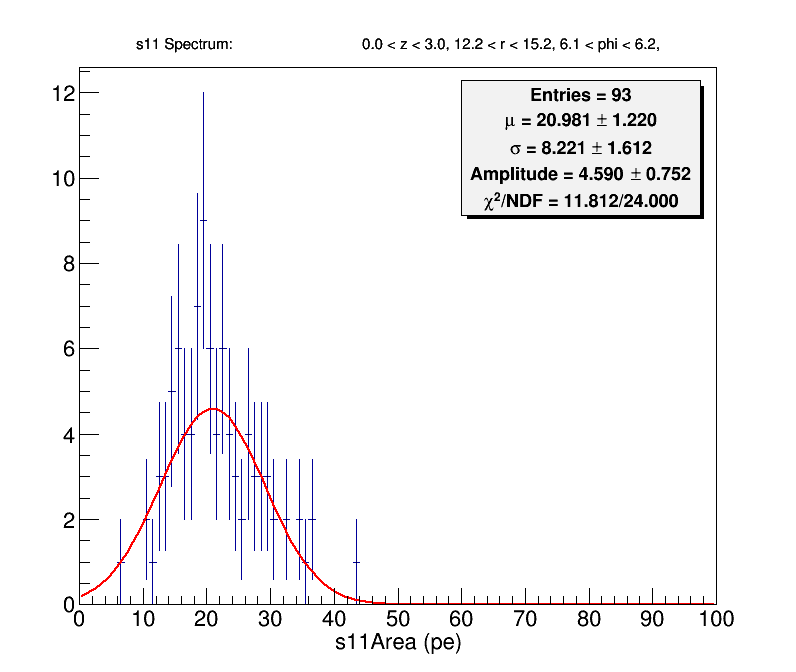 s11 Spectrum: 0.0 < z < 3.0, 12.2 < r < 15.2, 6.1 < phi < 6.2,
Entries = 93
μ = 20.981 ± 1.220
σ = 8.221 ± 1.612
Amplitude = 4.590 ± 0.752
χ²/NDF = 11.812/24.000
12
10
8
6
4
2
0
0 10 20 30 40 50 60 70 80 90 100
s11Area (pe)